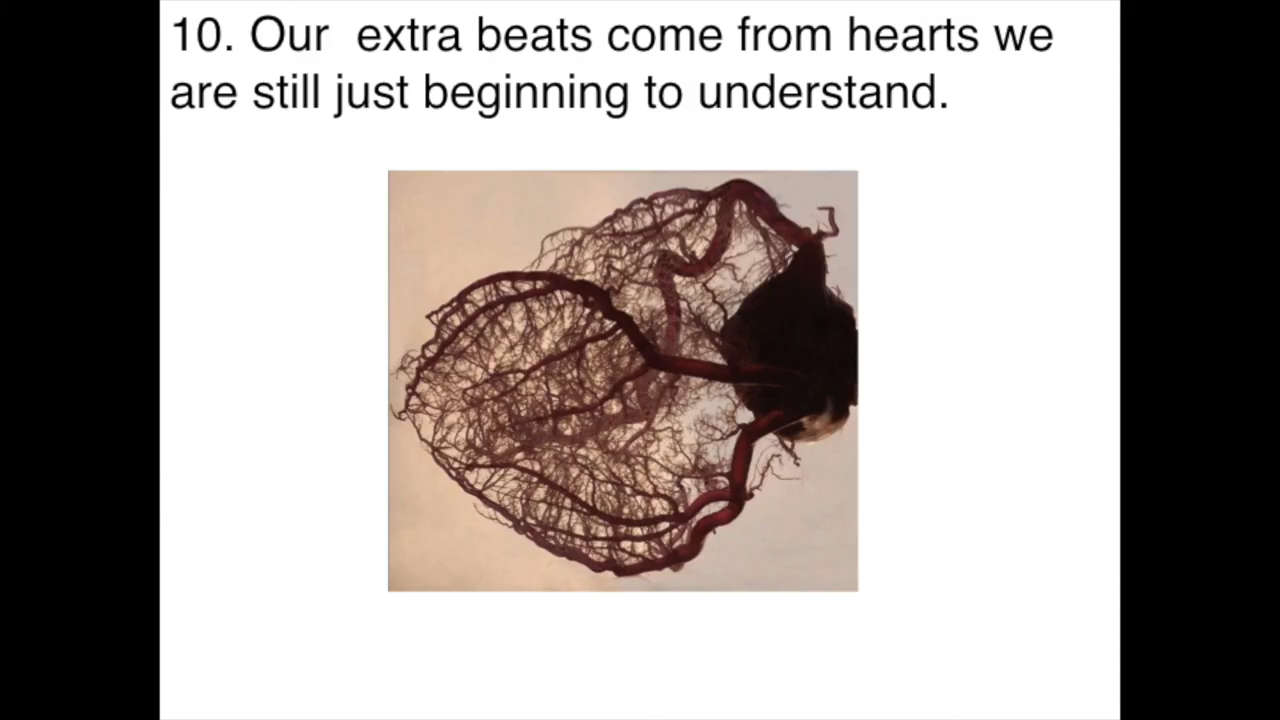 10. Our  extra beats come from hearts we
are still just beginning to understand.